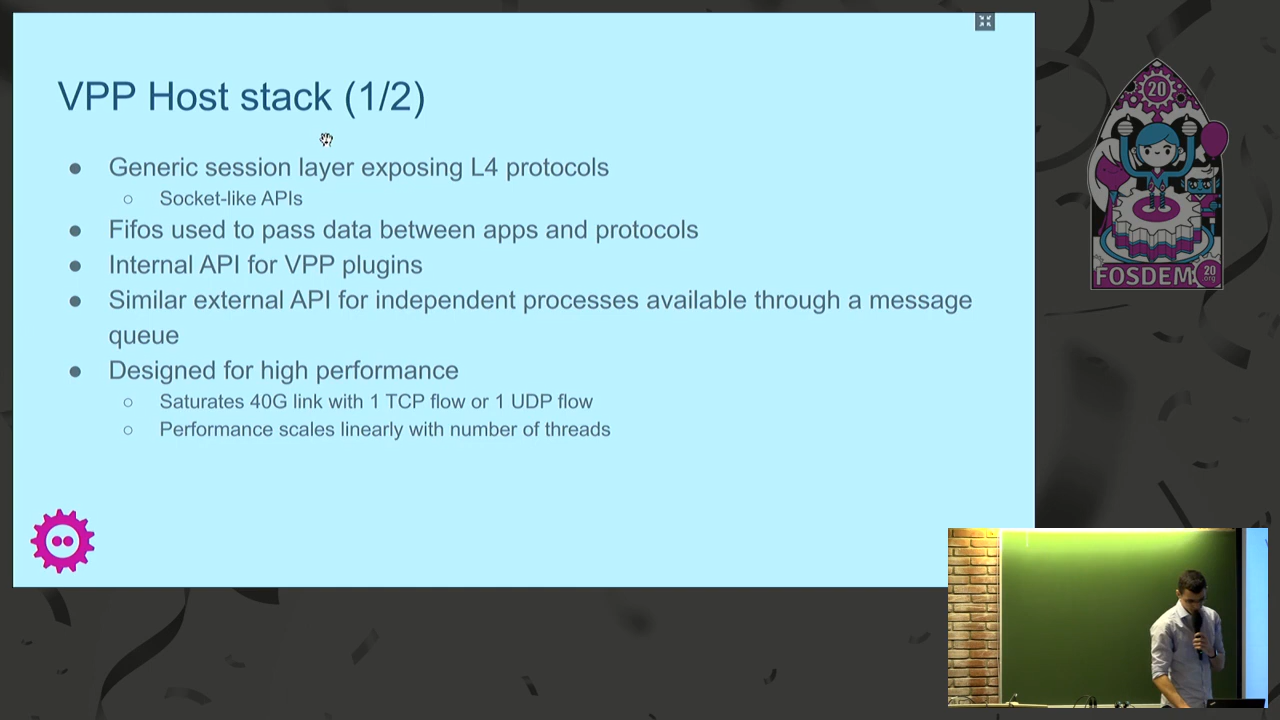 VPP Host stack (1/2)
Generic session layer exposing L4 protocols
Socket-like APIs
Fifos used to pass data between apps and protocols
Internal API for VPP plugins
Similar external API for independent processes available through a message
queue
Designed for high performance
Saturates 40G link with 1 TCP flow or 1 UDP flow
Performance scales linearly with number of threads
20
FOSDEM
20
.org